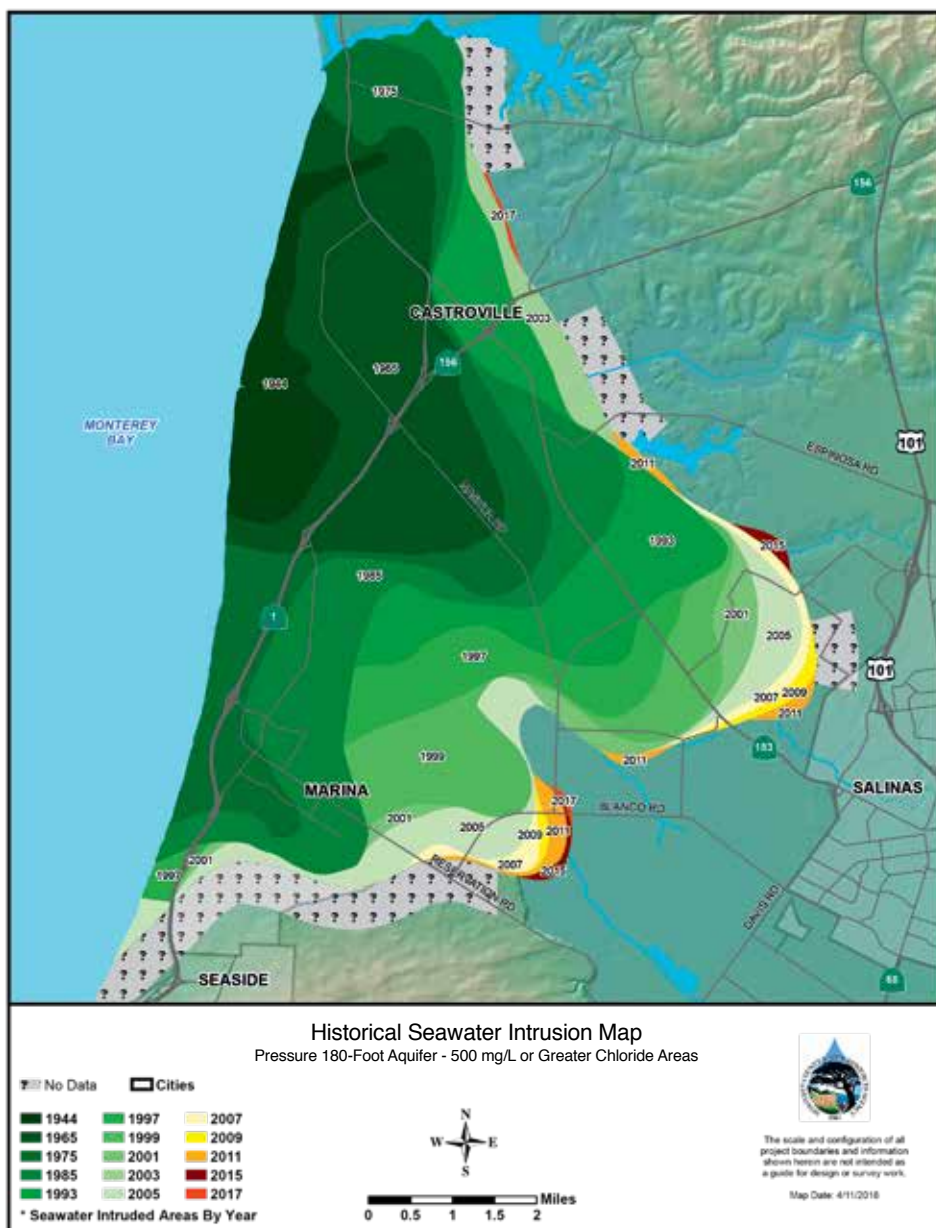 1975
156
2017
CASTROVILLE
2003
156
1965
1944
MONTEREY
BAY
101
ESPINOSA RD
2011
1993
2015
1985
1
2001
2005
1997
2007
2009
2011
101
183
2011
1999
MARINA
SALINAS
2017
BLANCO RD
2001
2005
2009
2011
2001
2007
RESERVATION RD
DAVIS RD
SEASIDE
68
Historical Seawater Intrusion Map
Pressure 180-Foot Aquifer - 500 mg/L or Greater Chloride Areas
No Data
Cities
1944 1997 2007
1965 1999 2009
1975 2001 2011
1985 2003 2015
1993 2005 2017
* Seawater Intruded Areas By Year
N
W E
S
Miles
0 0.5 1 1.5 2
The scale and configuration of all
project boundaries and information
shown herein are not intended as
a guide for design or survey work.
Map Date: 4/11/2018